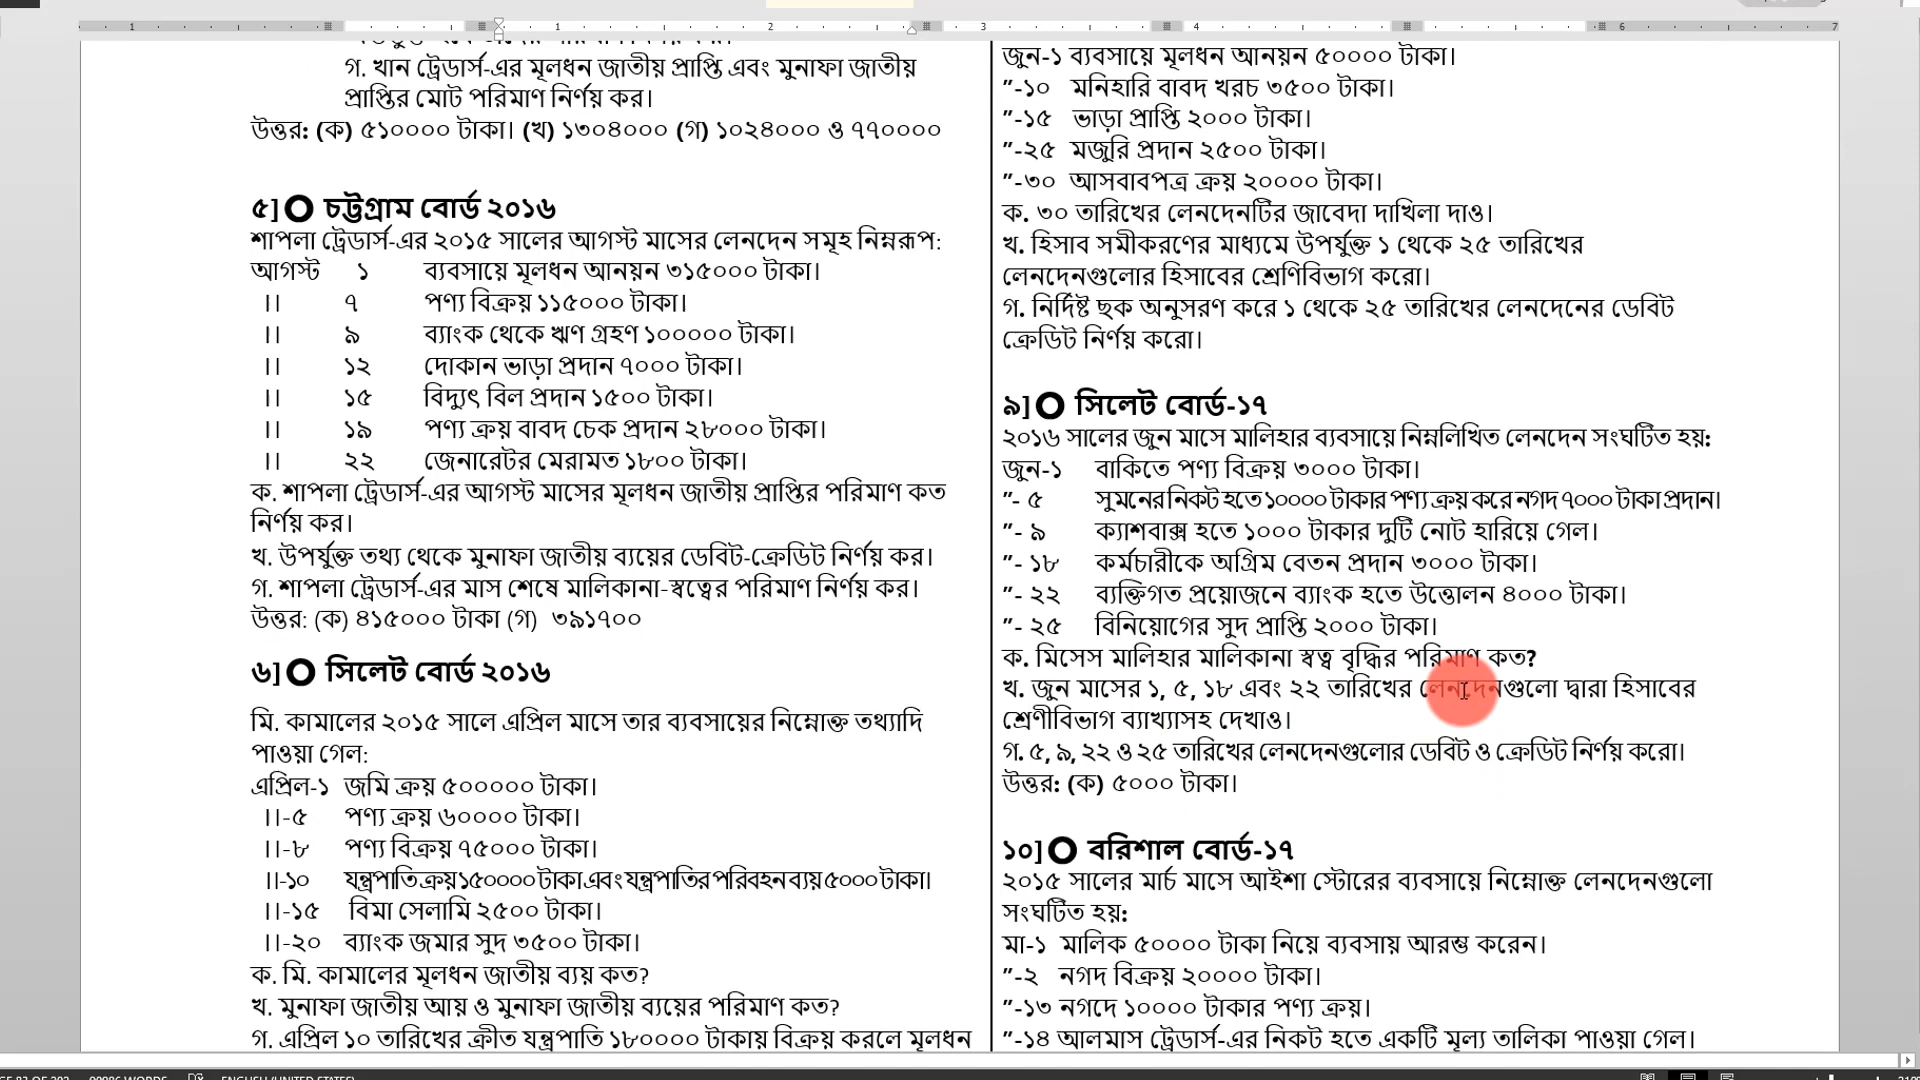 গ. খান ট্রেডার্স-এর মূলধন জাতীয় প্রাপ্তি এবং মুনাফা জাতীয়
প্রাপ্তির মোট পরিমাণ নির্ণয় কর।
উত্তর: (ক) ৫১০০০০ টাকা। (খ) ১৩০৪০০০ (গ) ১০২৪০০০ ও ৭৭০০০০
৫] চট্টগ্রাম বোর্ড ২০১৬
শাপলা ট্রেডার্স-এর ২০১৫ সালের আগস্ট মাসের লেনদেন সমূহ নিম্নরূপ:
আগস্ট ১ ব্যবসায়ে মূলধন আনয়ন ৩১৫০০০ টাকা।
।। ৭ পণ্য বিক্রয় ১১৫০০০ টাকা।
।। ৯ ব্যাংক থেকে ঋণ গ্রহণ ১০০০০০ টাকা।
।। ১২ দোকান ভাড়া প্রদান ৭০০০ টাকা।
।। ১৫ বিদ্যুৎ বিল প্রদান ১৫০০ টাকা।
।। ১৯ পণ্য ক্রয় বাবদ চেক প্রদান ২৮০০০ টাকা।
।। ২২ জেনারেটর মেরামত ১৮০০ টাকা।
ক. শাপলা ট্রেডার্স-এর আগস্ট মাসের মূলধন জাতীয় প্রাপ্তির পরিমাণ কত
নির্ণয় কর।
খ. উপর্যুক্ত তথ্য থেকে মুনাফা জাতীয় ব্যয়ের ডেবিট-ক্রেডিট নির্ণয় কর।
গ. শাপলা ট্রেডার্স-এর মাস শেষে মালিকানা-স্বত্বের পরিমাণ নির্ণয় কর।
উত্তর: (ক) ৪১৫০০০ টাকা (গ) ৩৯১৭০০
৬] সিলেট বোর্ড ২০১৬
মি. কামালের ২০১৫ সালে এপ্রিল মাসে তার ব্যবসায়ের নিম্নোক্ত তথ্যাদি
পাওয়া গেল:
এপ্রিল-১ জমি ক্রয় ৫০০০০০ টাকা।
।।-৫ পণ্য ক্রয় ৬০০০০ টাকা।
।।-৮ পণ্য বিক্রয় ৭৫০০০ টাকা।
।।-১০ যন্ত্রপাতি ক্রয় ১৫০০০০ টাকা এবং যন্ত্রপাতির পরিবহন ব্যয় ৫০০০ টাকা।
।।-১৫ বিমা সেলামি ২৫০০ টাকা।
।।-২০ ব্যাংক জমার সুদ ৩৫০০ টাকা।
ক. মি. কামালের মূলধন জাতীয় ব্যয় কত?
খ. মুনাফা জাতীয় আয় ও মুনাফা জাতীয় ব্যয়ের পরিমাণ কত?
গ. এপ্রিল ১০ তারিখের ক্রীত যন্ত্রপাতি ১৮০০০০ টাকায় বিক্রয় করলে মূলধন
জুন-১ ব্যবসায়ে মূলধন আনয়ন ৫০০০০ টাকা।
”-১০ মনিহারি বাবদ খরচ ৩৫০০ টাকা।
”-১৫ ভাড়া প্রাপ্তি ২০০০ টাকা।
”-২৫ মজুরি প্রদান ২৫০০ টাকা।
”-৩০ আসবাবপত্র ক্রয় ২০০০০ টাকা।
ক. ৩০ তারিখের লেনদেনটির জাবেদা দাখিলা দাও।
খ. হিসাব সমীকরণের মাধ্যমে উপর্যুক্ত ১ থেকে ২৫ তারিখের
লেনদেনগুলোর হিসাবের শ্রেণিবিভাগ করো।
গ. নির্দিষ্ট ছক অনুসরণ করে ১ থেকে ২৫ তারিখের লেনদেনের ডেবিট
ক্রেডিট নির্ণয় করো।
৯] সিলেট বোর্ড-১৭
২০১৬ সালের জুন মাসে মালিহার ব্যবসায়ে নিম্নলিখিত লেনদেন সংঘটিত হয়:
জুন-১ বাকিতে পণ্য বিক্রয় ৩০০০ টাকা।
”- ৫ সুমনের নিকট হতে ১০০০০ টাকার পণ্য ক্রয় করে নগদ ৭০০০ টাকা প্রদান।
”- ৯ ক্যাশবাক্স হতে ১০০০ টাকার দুটি নোট হারিয়ে গেল।
”- ১৮ কর্মচারীকে অগ্রিম বেতন প্রদান ৩০০০ টাকা।
”- ২২ ব্যক্তিগত প্রয়োজনে ব্যাংক হতে উত্তোলন ৪০০০ টাকা।
”- ২৫ বিনিয়োগের সুদ প্রাপ্তি ২০০০ টাকা।
ক. মিসেস মালিহার মালিকানা স্বত্ব বৃদ্ধির পরিমাণ কত?
খ. জুন মাসের ১, ৫, ১৮ এবং ২২ তারিখের লেনদেনগুলো দ্বারা হিসাবের
শ্রেণীবিভাগ ব্যাখ্যাসহ দেখাও।
গ. ৫, ৯, ২২ ও ২৫ তারিখের লেনদেনগুলোর ডেবিট ও ক্রেডিট নির্ণয় করো।
উত্তর: (ক) ৫০০০ টাকা।
১০] বরিশাল বোর্ড-১৭
২০১৫ সালের মার্চ মাসে আইশা স্টোরের ব্যবসায়ে নিম্নোক্ত লেনদেনগুলো
সংঘটিত হয়:
মা-১ মালিক ৫০০০০ টাকা নিয়ে ব্যবসায় আরম্ভ করেন।
”-২ নগদ বিক্রয় ২০০০০ টাকা।
”-১৩ নগদে ১০০০০ টাকার পণ্য ক্রয়।
”-১৪ আলমাস ট্রেডার্স-এর নিকট হতে একটি মূল্য তালিকা পাওয়া গেল।